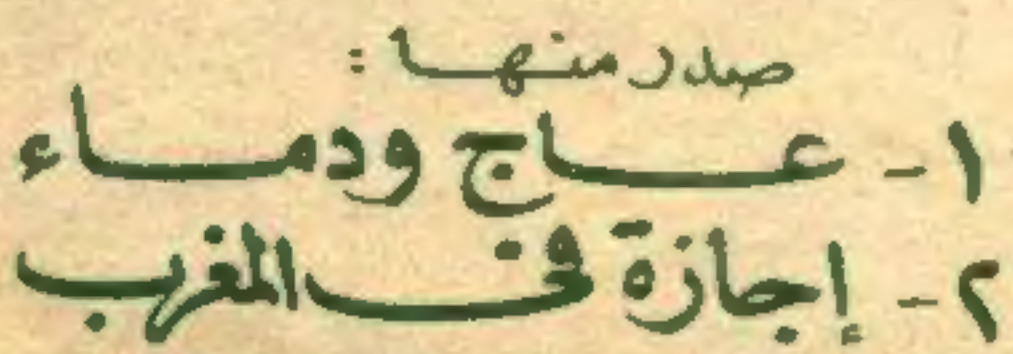 صدر منها :
١ - عاج ودماء
٢ - إجازة في المغرب